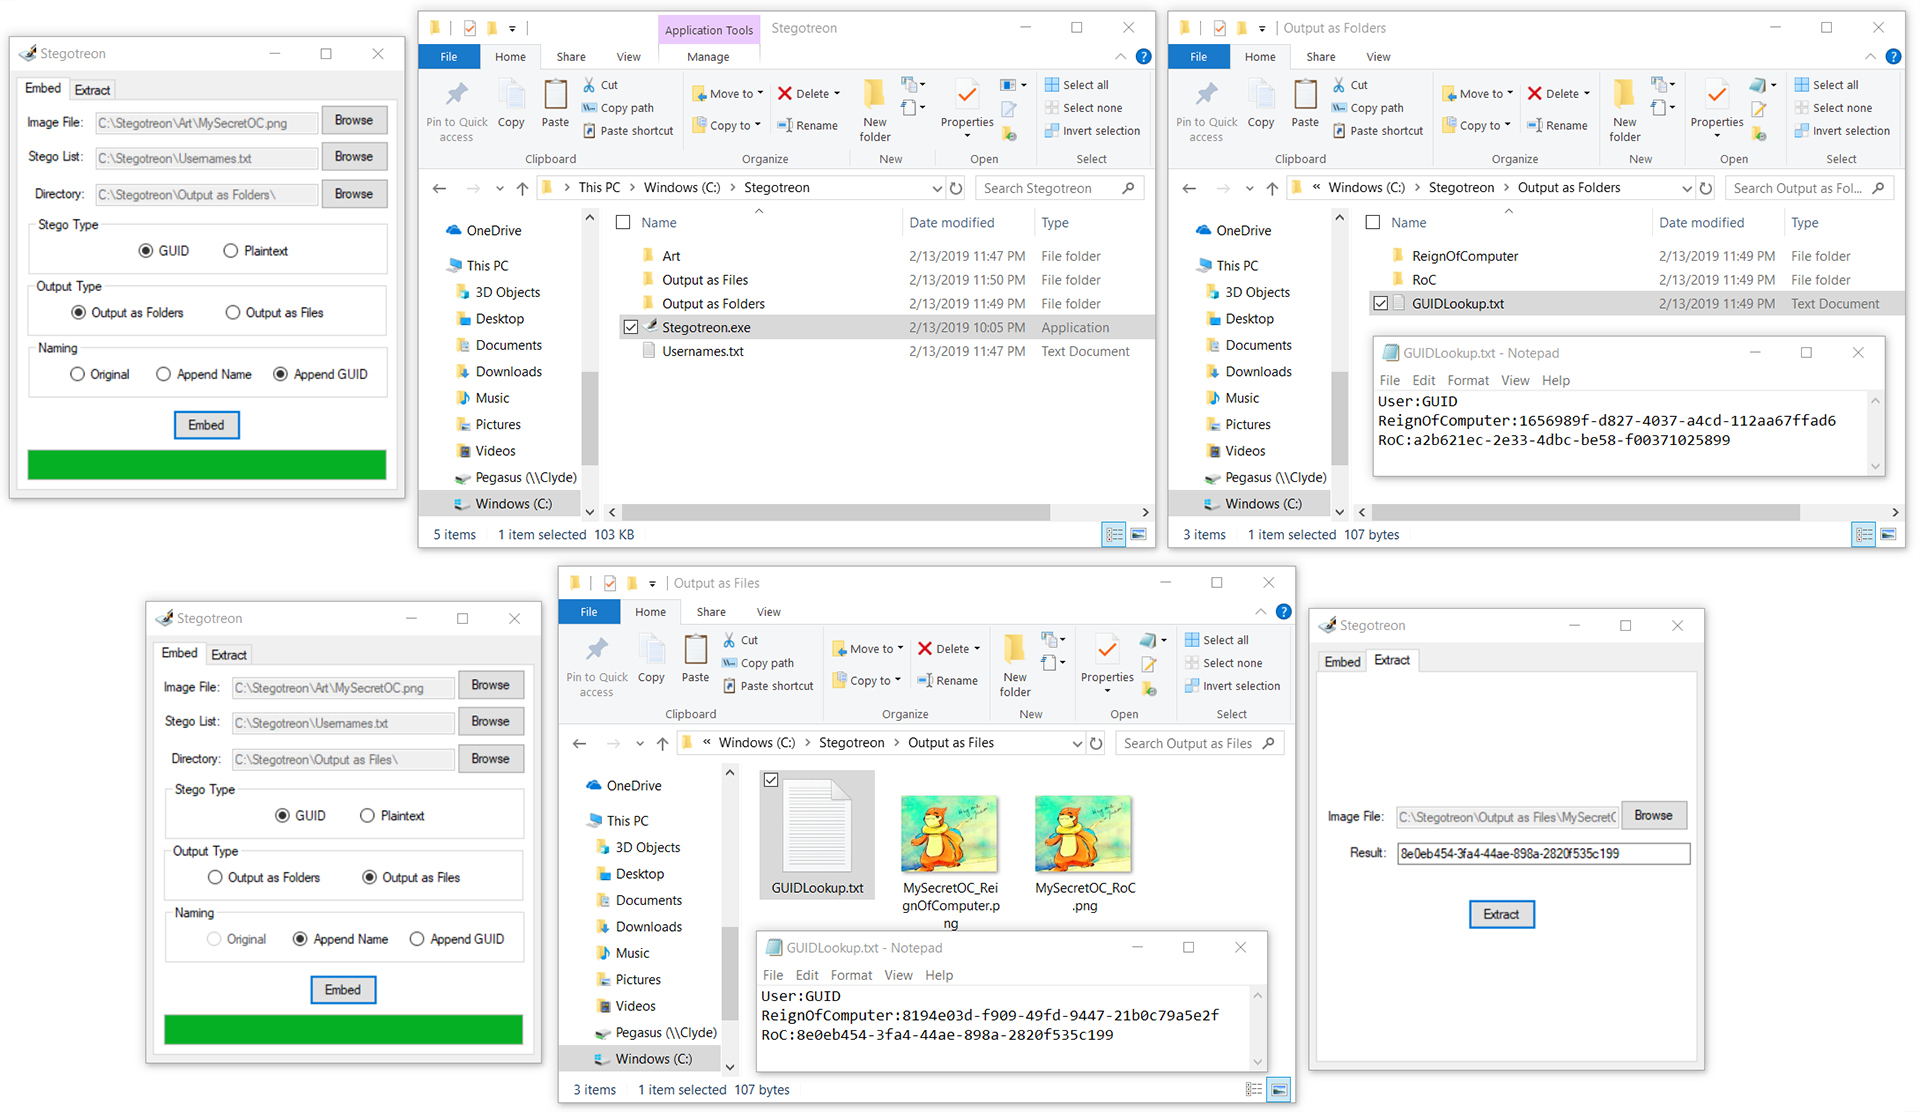 Stegotreon
Embed
Extract
Image File: C:\Stegotreon\Art\MySecretOC.png Browse
Stego List: C:\Stegotreon\Usernames.txt Browse
Directory: C:\Stegotreon\Output as Folders\ Browse
Stego Type
GUID Plaintext
Output Type
Output as Folders Output as Files
Naming
Original Append Name Append GUID
Embed
Application Tools Stegotreon
File Home Share View Manage
Pin to Quick access
Copy
Paste
Cut
Copy path
Paste shortcut
Clipboard
Move to
Copy to
Delete
Rename
Organize
New folder
New
Properties
Open
Select all
Select none
Invert selection
Select
This PC > Windows (C:) > Stegotreon
Search Stegotreon
OneDrive
This PC
3D Objects
Desktop
Documents
Downloads
Music
Pictures
Videos
Pegasus (\\Clyde)
Windows (C:)
Name Date modified Type
Art 2/13/2019 11:47 PM File folder
Output as Files 2/13/2019 11:50 PM File folder
Output as Folders 2/13/2019 11:49 PM File folder
Stegotreon.exe 2/13/2019 10:05 PM Application
Usernames.txt 2/13/2019 11:47 PM Text Document
5 items 1 item selected 103 KB
Output as Folders
File Home Share View
Pin to Quick access
Copy
Paste
Cut
Copy path
Paste shortcut
Clipboard
Move to
Copy to
Delete
Rename
Organize
New folder
New
Properties
Open
Select all
Select none
Invert selection
Select
« Windows (C:) > Stegotreon > Output as Folders
Search Output as Fol...
OneDrive
This PC
3D Objects
Desktop
Documents
Downloads
Music
Pictures
Videos
Pegasus (\\Clyde)
Windows (C:)
Name Date modified Type
ReignOfComputer 2/13/2019 11:49 PM File folder
RoC 2/13/2019 11:49 PM File folder
GUIDLookup.txt 2/13/2019 11:49 PM Text Document
GUIDLookup.txt - Notepad
File Edit Format View Help
User:GUID
ReignOfComputer:1656989f-d827-4037-a4cd-112aa67ffad6
RoC:a2b621ec-2e33-4dbc-be58-f00371025899
3 items 1 item selected 107 bytes
Stegotreon
Embed
Extract
Image File: C:\Stegotreon\Art\MySecretOC.png Browse
Stego List: C:\Stegotreon\Usernames.txt Browse
Directory: C:\Stegotreon\Output as Files\ Browse
Stego Type
GUID Plaintext
Output Type
Output as Folders Output as Files
Naming
Original Append Name Append GUID
Embed
Output as Files
File Home Share View
Pin to Quick access
Copy
Paste
Cut
Copy path
Paste shortcut
Clipboard
Move to
Copy to
Delete
Rename
Organize
New folder
New
Properties
Open
Select all
Select none
Invert selection
Select
« Windows (C:) > Stegotreon > Output as Files
Search Output as Files
OneDrive
This PC
3D Objects
Desktop
Documents
Downloads
Music
Pictures
Videos
Pegasus (\\Clyde)
Windows (C:)
GUIDLookup.txt
MySecretOC_Rei
gnOfComputer.p
ng
MySecretOC_RoC
.png
GUIDLookup.txt - Notepad
File Edit Format View Help
User:GUID
ReignOfComputer:8194e03d-f909-49fd-9447-21b0c79a5e2f
RoC:8e0eb454-3fa4-44ae-898a-2820f535c199
3 items 1 item selected 107 bytes
Stegotreon
Embed
Extract
Image File: C:\Stegotreon\Output as Files\MySecretC Browse
Result: 8e0eb454-3fa4-44ae-898a-2820f535c199
Extract